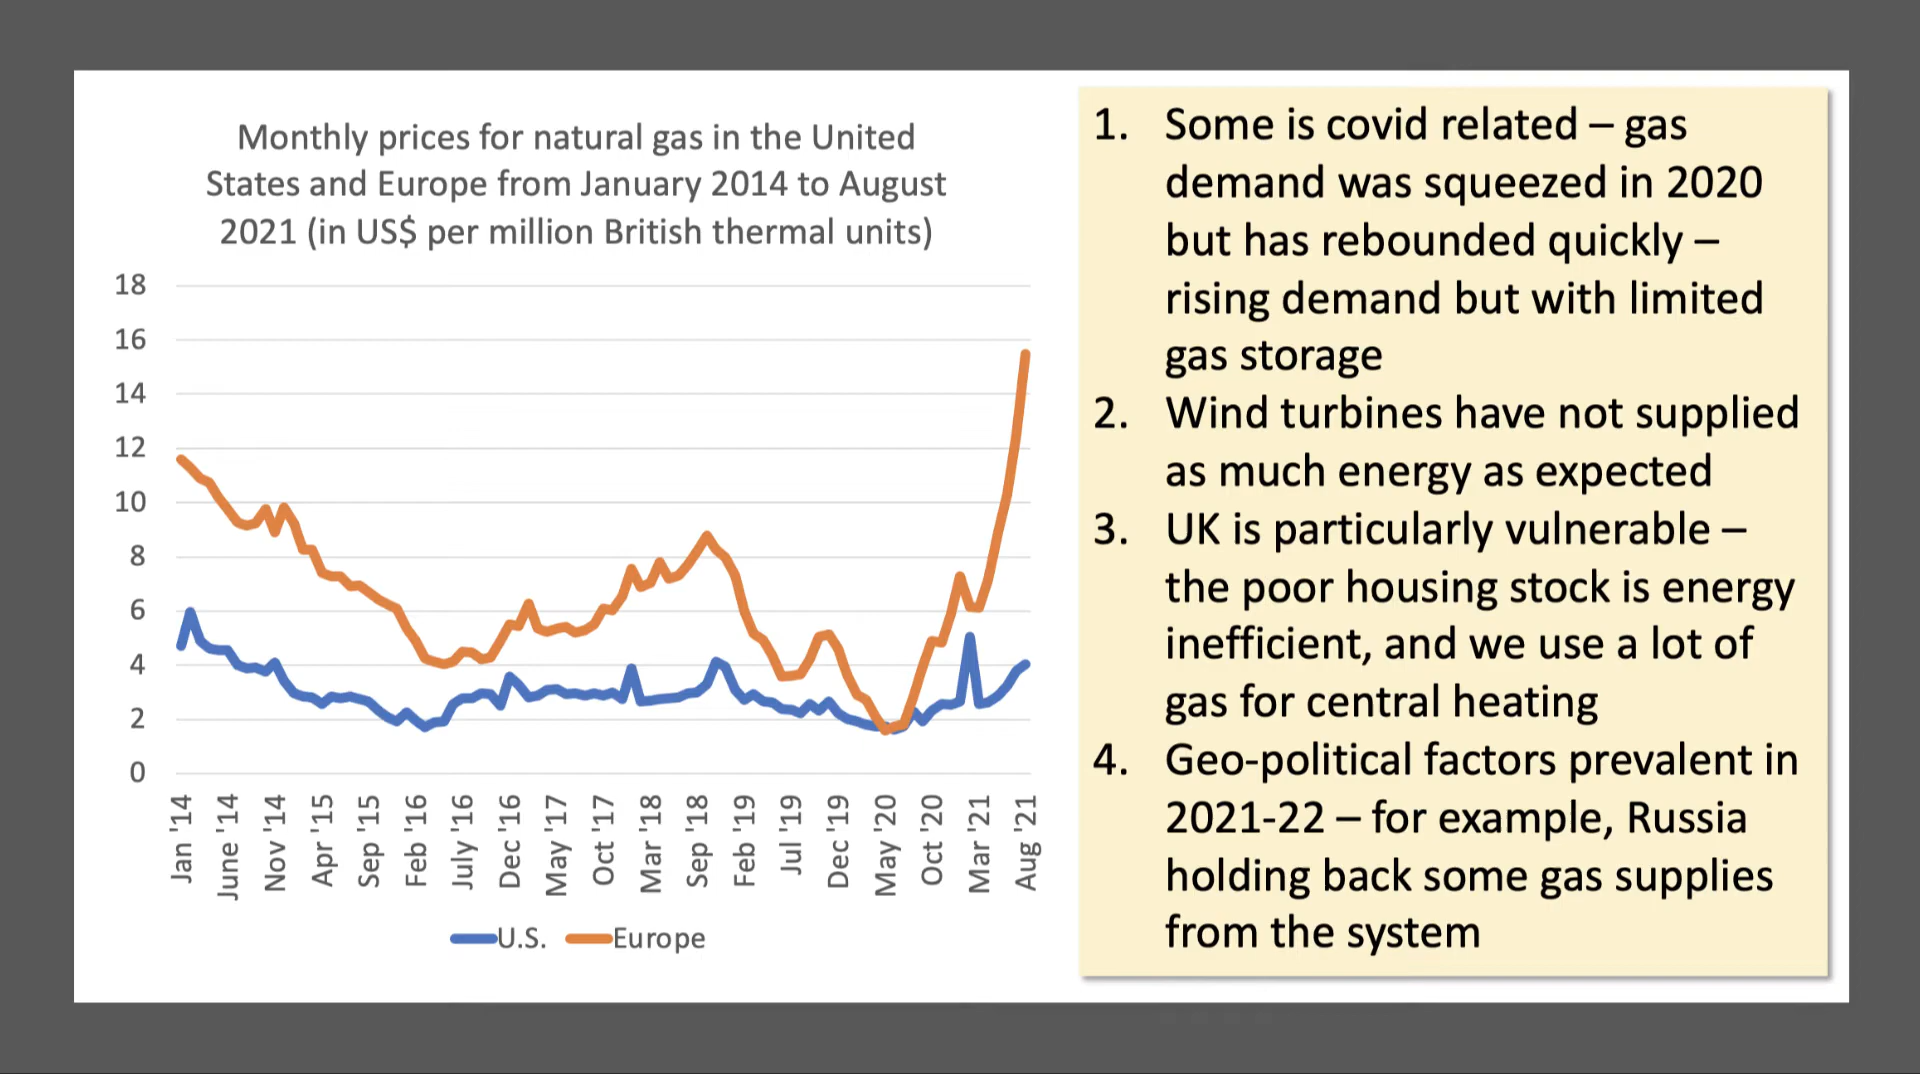 Monthly prices for natural gas in the United
States and Europe from January 2014 to August
2021 (in US$ per million British thermal units)
18
16
14
12
10
8
6
4
2
0
Jan '14
June '14
Nov '14
Apr '15
Sep '15
Feb '16
July '16
Dec '16
May '17
Oct '17
Mar '18
Sep '18
Feb '19
Jul '19
Dec '19
May '20
Oct '20
Mar '21
Aug '21
U.S.
Europe
1. Some is covid related – gas
demand was squeezed in 2020
but has rebounded quickly –
rising demand but with limited
gas storage
2. Wind turbines have not supplied
as much energy as expected
3. UK is particularly vulnerable –
the poor housing stock is energy
inefficient, and we use a lot of
gas for central heating
4. Geo-political factors prevalent in
2021-22 – for example, Russia
holding back some gas supplies
from the system